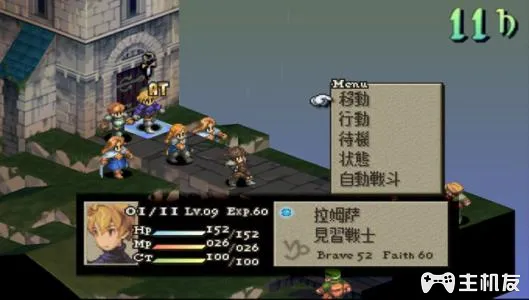 11h
AT
Menu
移動
行動
待機
状態
自動戦斗
01/11 Lv.09 Exp.60
Hp 152/152
Mp 026/026
CT 100/100
拉姆萨
見習戦士
Brave 52 Faith 60
主机友